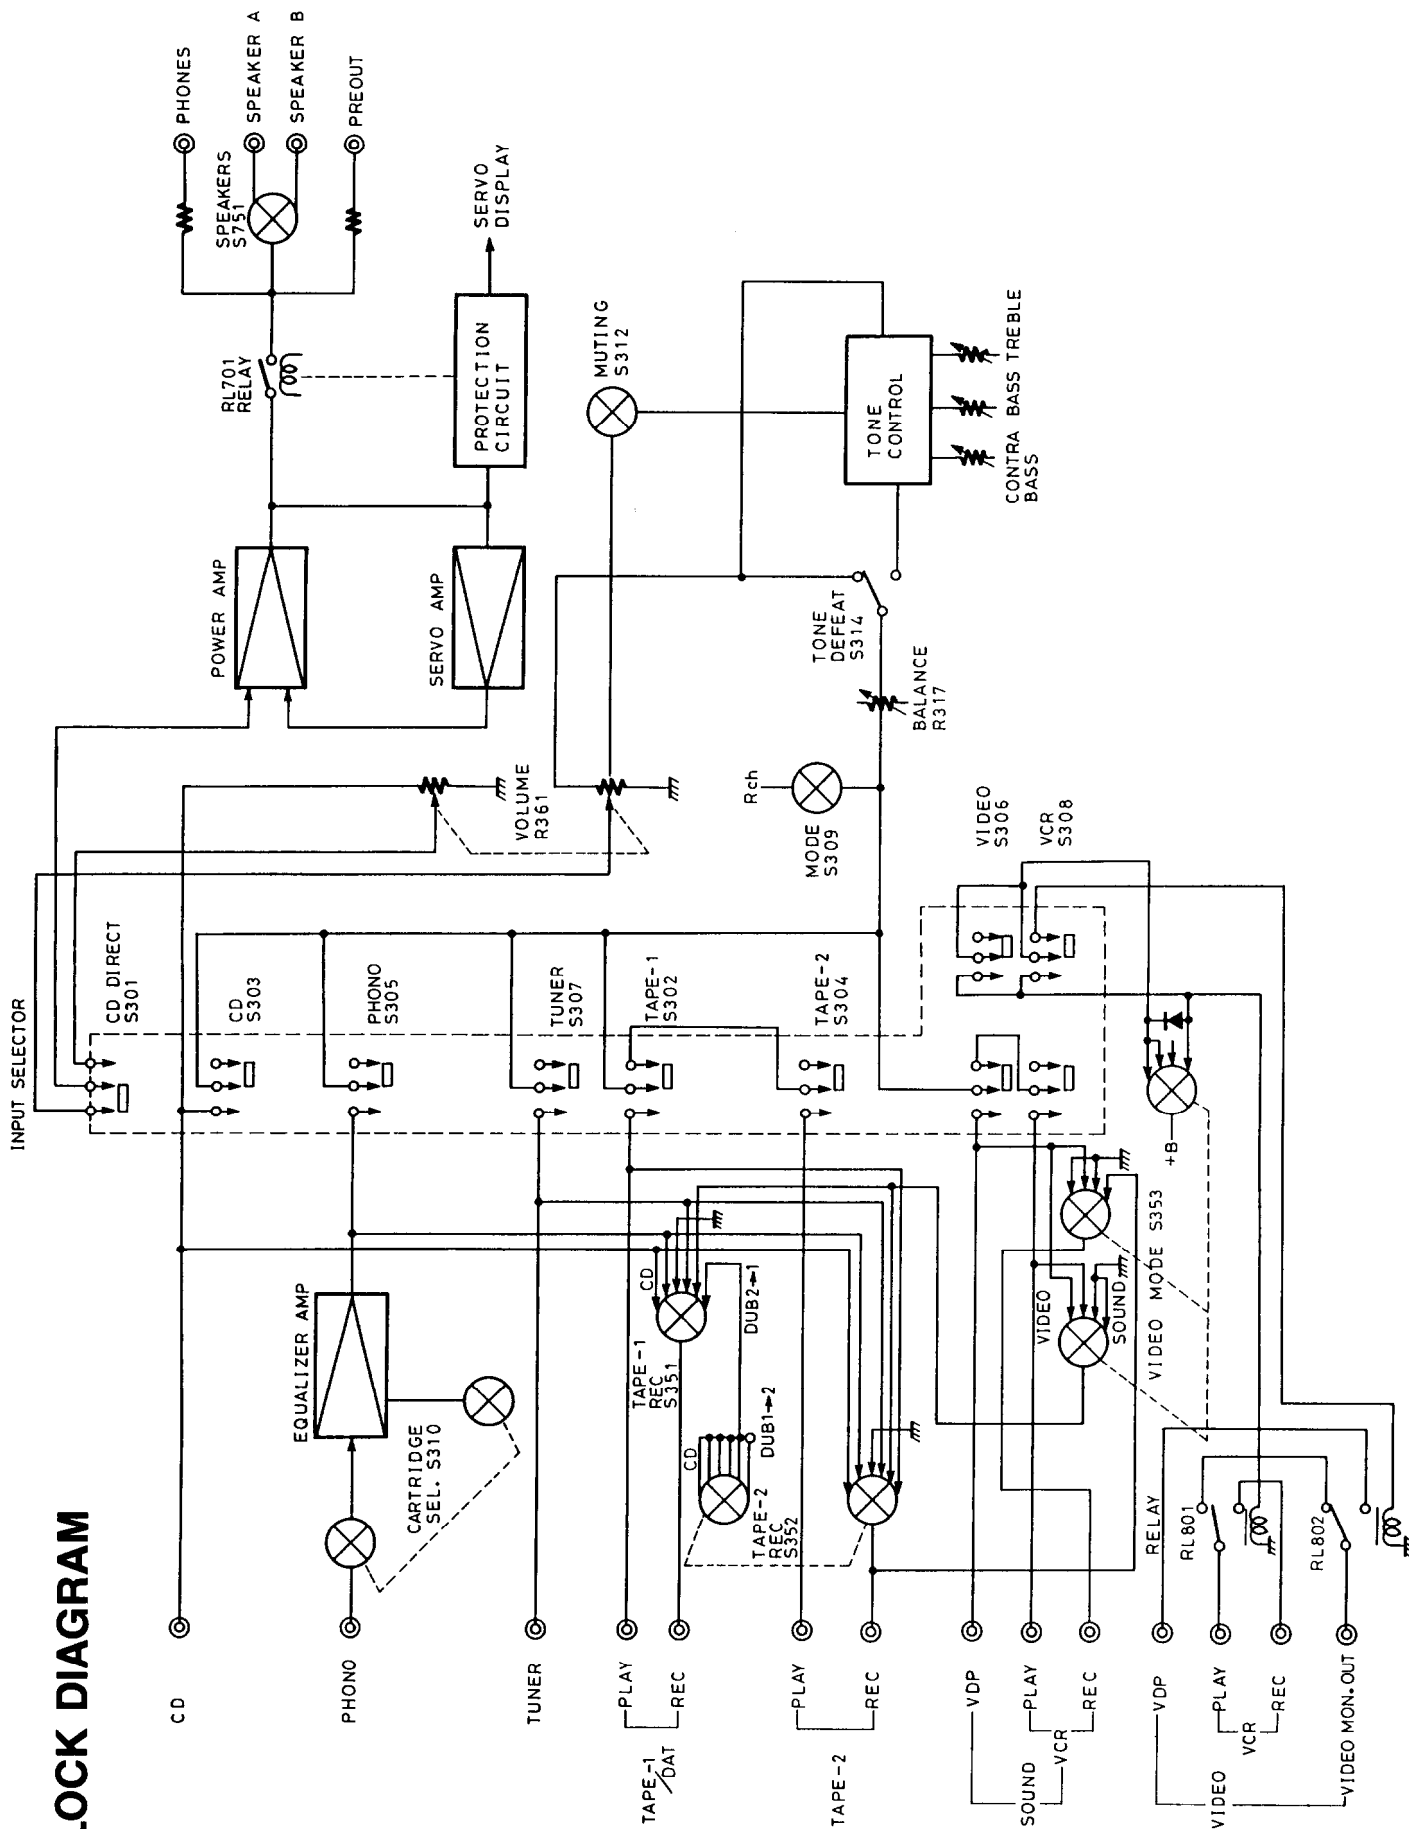 LOCK DIAGRAM
INPUT SELECTOR
CD DIRECT
S301
CD
S303
PHONO
S305
TUNER
S307
TAPE-1
S302
TAPE-2
S304
VIDEO
S306
VCR
S308
CD
PHONO
TUNER
TAPE-1
/DAT
PLAY
REC
TAPE-2
PLAY
REC
SOUND
VDP
VCR
PLAY
REC
VIDEO
VDP
VCR
PLAY
REC
VIDEO MON.OUT
EQUALIZER AMP
CARTRIDGE
SEL. S310
TAPE-1
REC
S351
CD
DUB2→1
TAPE-2
REC
S352
CD
DUB1→2
VIDEO
SOUND
VIDEO MODE S353
+B
RELAY
RL801
RL802
VOLUME
R361
Rch
MODE
S309
BALANCE
R317
TONE
DEFEAT
S314
TONE
CONTROL
CONTRA
BASS
BASS
TREBLE
MUTING
S312
POWER AMP
SERVO AMP
PROTECTION
CIRCUIT
SERVO
DISPLAY
RL701
RELAY
SPEAKERS
S751
PHONES
SPEAKER A
SPEAKER B
PREOUT